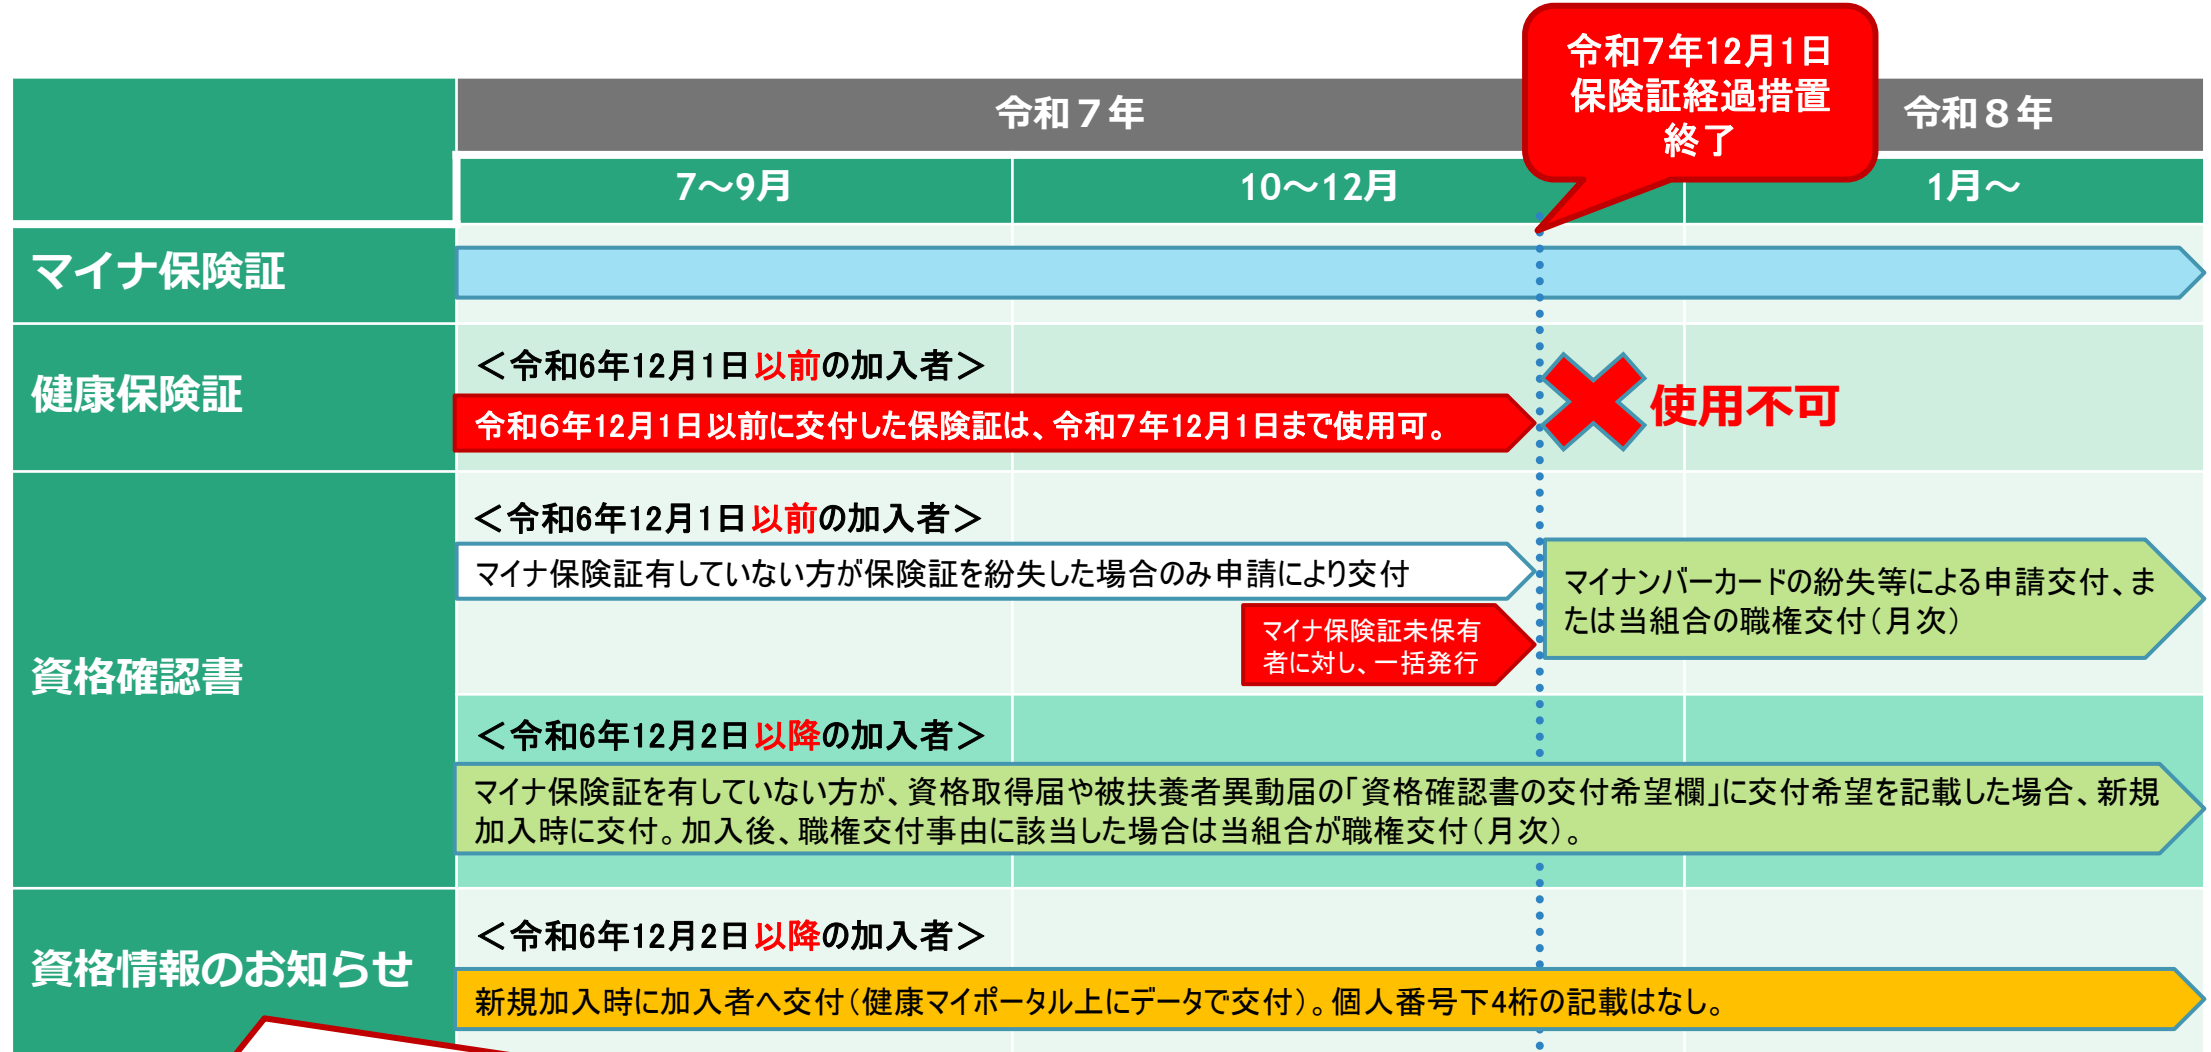 令和7年12月1日
保険証経過措置
終了
令和７年
令和８年
7～9月
10～12月
1月～
マイナ保険証
健康保険証
＜令和6年12月1日以前の加入者＞
令和6年12月1日以前に交付した保険証は、令和7年12月1日まで使用可。
使用不可
資格確認書
＜令和6年12月1日以前の加入者＞
マイナ保険証有していない方が保険証を紛失した場合のみ申請により交付
マイナ保険証未保有
者に対し、一括発行
マイナンバーカードの紛失等による申請交付、ま
たは当組合の職権交付（月次）
＜令和6年12月2日以降の加入者＞
マイナ保険証を有していない方が、資格取得届や被扶養者異動届の「資格確認書の交付希望欄」に交付希望を記載した場合、新規
加入時に交付。加入後、職権交付事由に該当した場合は当組合が職権交付（月次）。
資格情報のお知らせ
＜令和6年12月2日以降の加入者＞
新規加入時に加入者へ交付（健康マイポータル上にデータで交付）。個人番号下4桁の記載はなし。